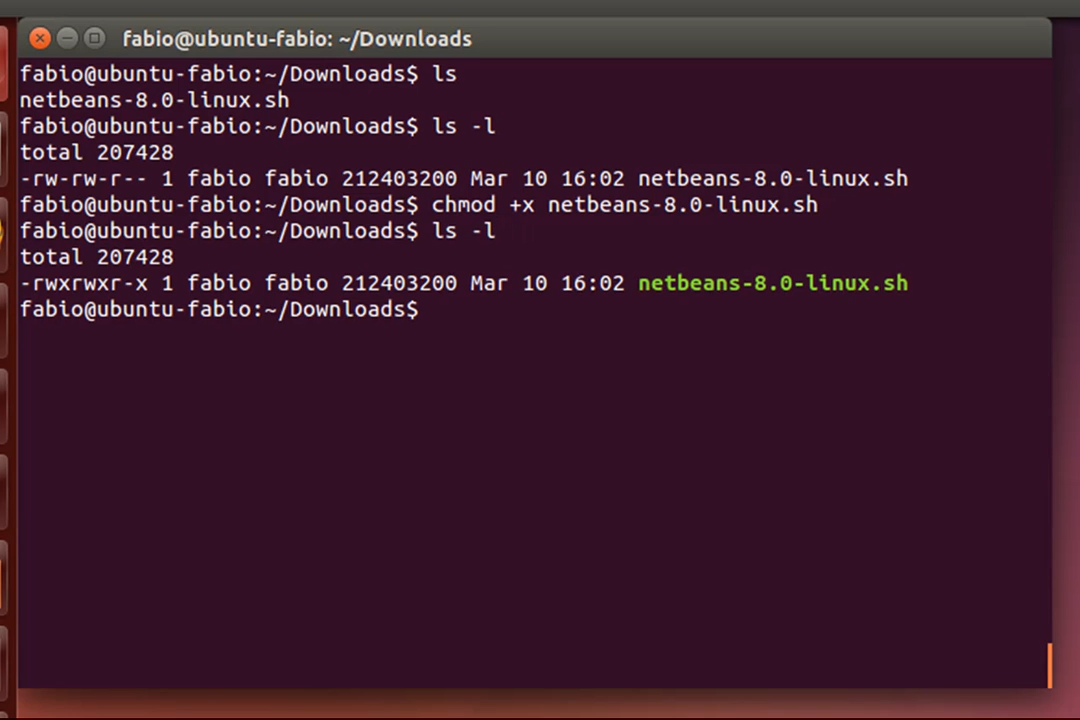 fabio@ubuntu-fabio: ~/Downloads
fabio@ubuntu-fabio:~/Downloads$ ls
netbeans-8.0-linux.sh
fabio@ubuntu-fabio:~/Downloads$ ls -l
total 207428
-rw-rw-r-- 1 fabio fabio 212403200 Mar 10 16:02 netbeans-8.0-linux.sh
fabio@ubuntu-fabio:~/Downloads$ chmod +x netbeans-8.0-linux.sh
fabio@ubuntu-fabio:~/Downloads$ ls -l
total 207428
-rwxrwxr-x 1 fabio fabio 212403200 Mar 10 16:02 netbeans-8.0-linux.sh
fabio@ubuntu-fabio:~/Downloads$